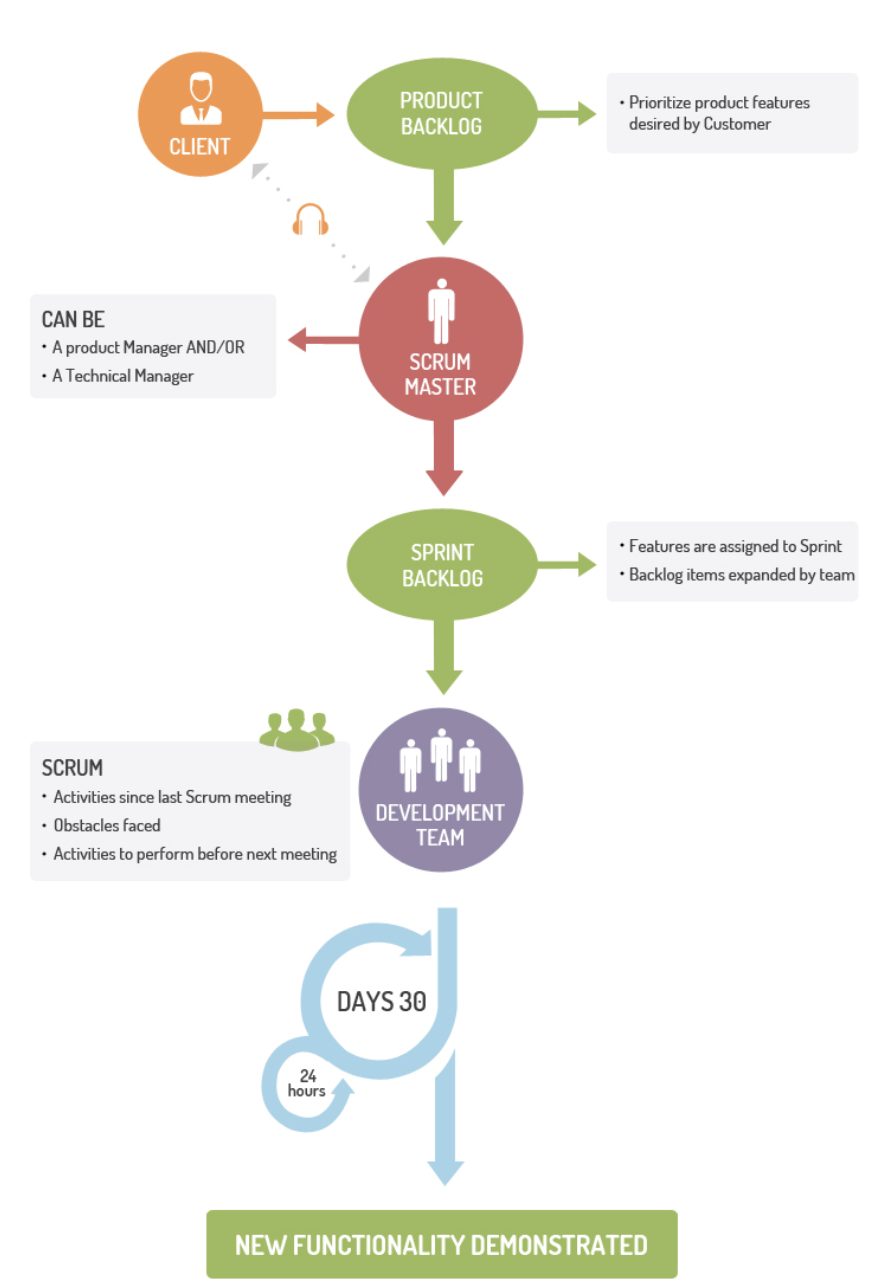 CLIENT
PRODUCT
BACKLOG
• Prioritize product features
desired by Customer
CAN BE
• A product Manager AND/OR
• A Technical Manager
SCRUM
MASTER
SPRINT
BACKLOG
• Features are assigned to Sprint
• Backlog items expanded by team
SCRUM
• Activities since last Scrum meeting
• Obstacles faced
• Activities to perform before next meeting
DEVELOPMENT
TEAM
DAYS 30
24
hours
NEW FUNCTIONALITY DEMONSTRATED